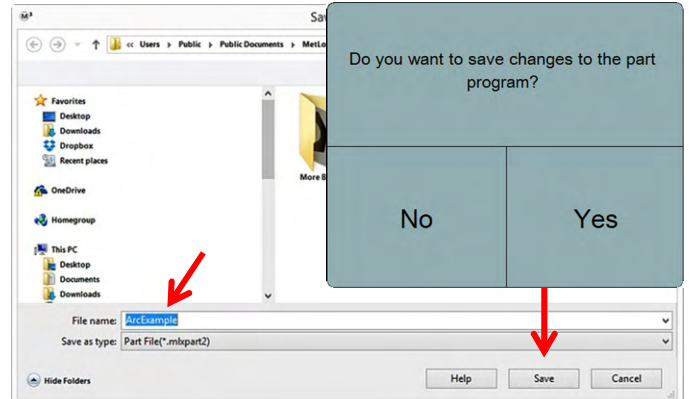 M³
Sa
« Users › Public › Public Documents › MetLo
Do you want to save changes to the part
program?
No
Yes
Favorites
Desktop
Downloads
Dropbox
Recent places
More B
OneDrive
Homegroup
This PC
Desktop
Documents
Downloads
File name: ArcExample
Save as type: Part File(*.mlxpart2)
Hide Folders
Help
Save
Cancel